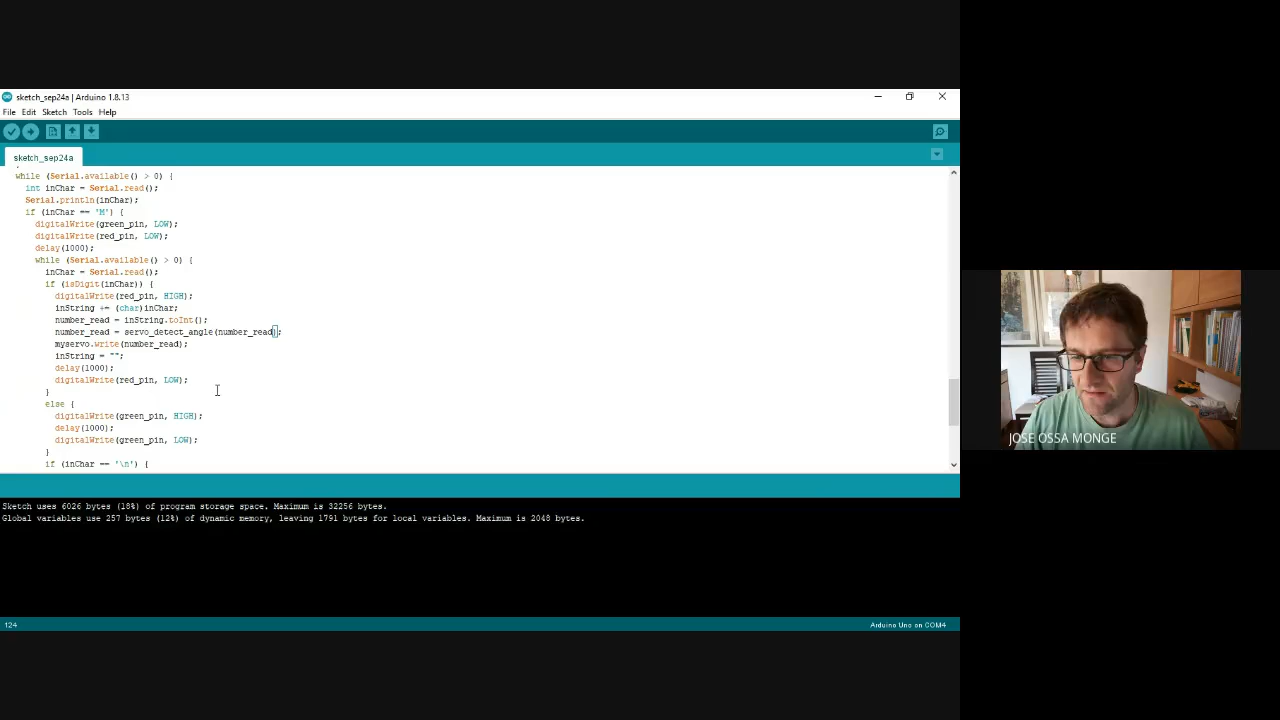 sketch_sep24a | Arduino 1.8.13
File Edit Sketch Tools Help
sketch_sep24a
while (Serial.available() > 0) {
int inChar = Serial.read();
Serial.println(inChar);
if (inChar == 'M') {
digitalWrite(green_pin, LOW);
digitalWrite(red_pin, LOW);
delay(1000);
while (Serial.available() > 0) {
inChar = Serial.read();
if (isDigit(inChar)) {
digitalWrite(red_pin, HIGH);
inString += (char)inChar;
number_read = inString.toInt();
number_read = servo_detect_angle(number_read);
myservo.write(number_read);
inString = "";
delay(1000);
digitalWrite(red_pin, LOW);
}
else {
digitalWrite(green_pin, HIGH);
delay(1000);
digitalWrite(green_pin, LOW);
}
if (inChar == '\n') {
Sketch uses 6026 bytes (18%) of program storage space. Maximum is 32256 bytes.
Global variables use 257 bytes (12%) of dynamic memory, leaving 1791 bytes for local variables. Maximum is 2048 bytes.
124
Arduino Uno on COM4
JOSE OSSA MONGE